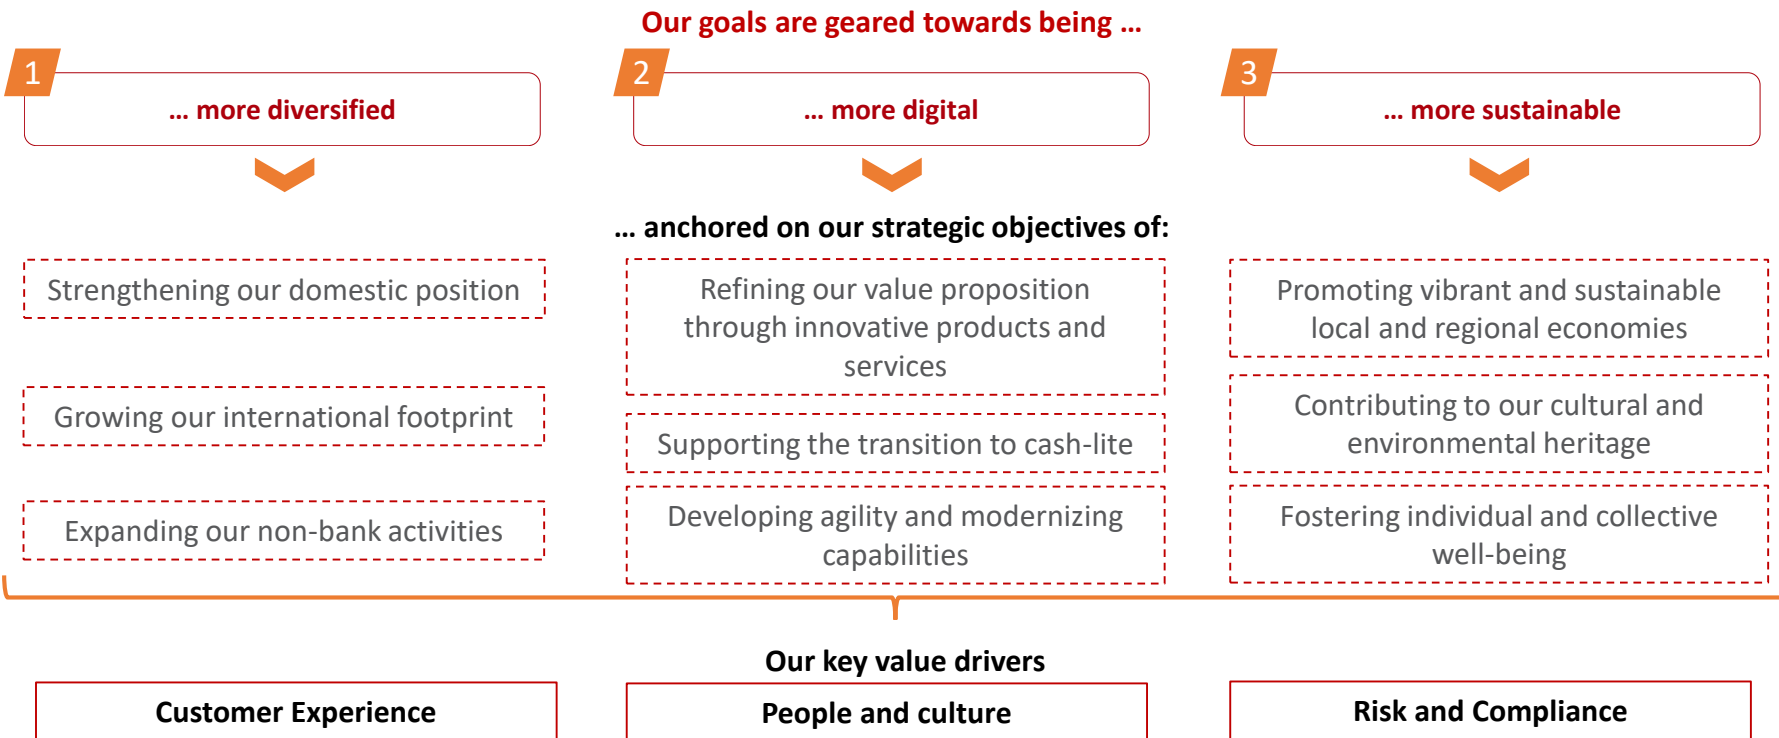 Our goals are geared towards being …
1
… more diversified
2
… more digital
3
… more sustainable
… anchored on our strategic objectives of:
Strengthening our domestic position
Growing our international footprint
Expanding our non-bank activities
Refining our value proposition
through innovative products and
services
Supporting the transition to cash-lite
Developing agility and modernizing
capabilities
Promoting vibrant and sustainable
local and regional economies
Contributing to our cultural and
environmental heritage
Fostering individual and collective
well-being
Our key value drivers
Customer Experience
People and culture
Risk and Compliance